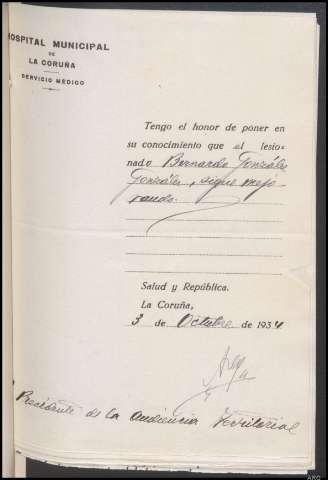 HOSPITAL MUNICIPAL
DE
LA CORUÑA
SERVICIO MÉDICO
Tengo el honor de poner en
su conocimiento que el lesio-
nado Bernardo González
González, sigue mejo
rando.
Salud y República.
La Coruña,
3 de Octubre de 1934
Presidente de la Audiencia Territorial
ARG